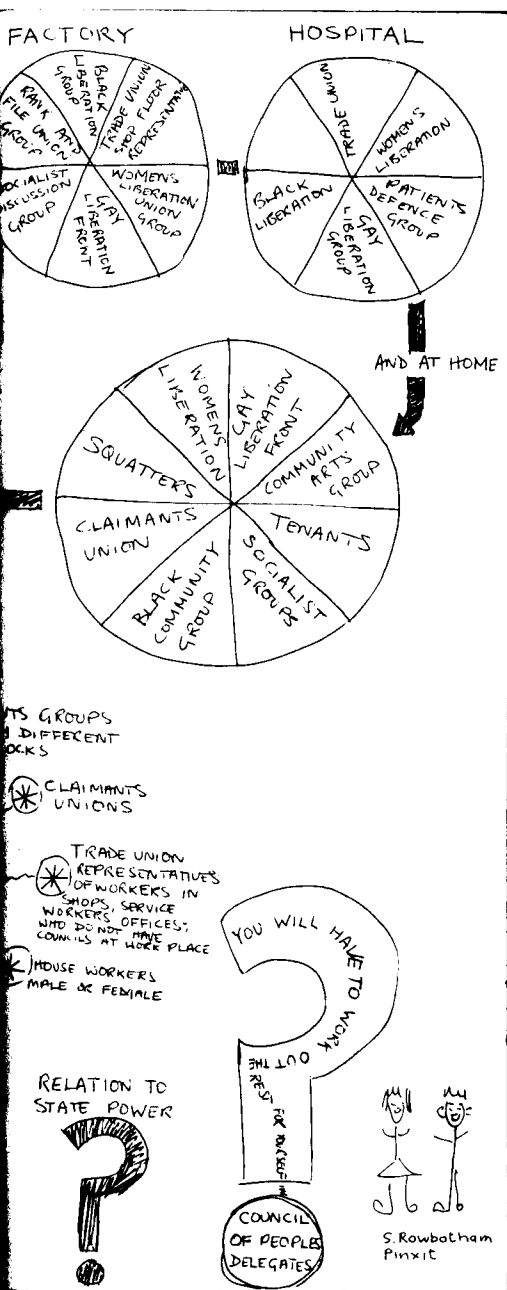 FACTORY
RANK AND
FILE UNION
GROUP
BLACK
LIBERATION
GROUP
TRADE UNION
SHOP FLOOR
REPRESENTATIVE
WOMENS
LIBERATION
UNION
GROUP
GAY
LIBERATION
FRONT
OCIALIST
ISCUSSION
GROUP
HOSPITAL
TRADE UNION
WOMEN'S
LIBERATION
PATIENTS
DEFENCE
GROUP
GAY
LIBERATION
GROUP
BLACK
LIBERATION
AND AT HOME
WOMENS
LIBERATION
GAY
LIBERATION
FRONT
COMMUNITY
ARTS
GROUP
TENANTS
SOCIALIST
GROUPS
BLACK
COMMUNITY
GROUP
CLAIMANTS
UNION
SQUATTERS
TS GROUPS
DIFFERENT
OCKS
CLAIMANTS
UNIONS
TRADE UNION
REPRESENTATIVES
OF WORKERS IN
SHOPS, SERVICE
WORKERS, OFFICES,
WHO DO NOT HAVE
COUNCILS AT WORK PLACE
HOUSE WORKERS
MALE OR FEMALE
YOU WILL HAVE TO WORK
OUT THE
REST FOR YOURSELF
RELATION TO
STATE POWER
COUNCIL
OF PEOPLES
DELEGATES
S. Rowbotham
Pinxit